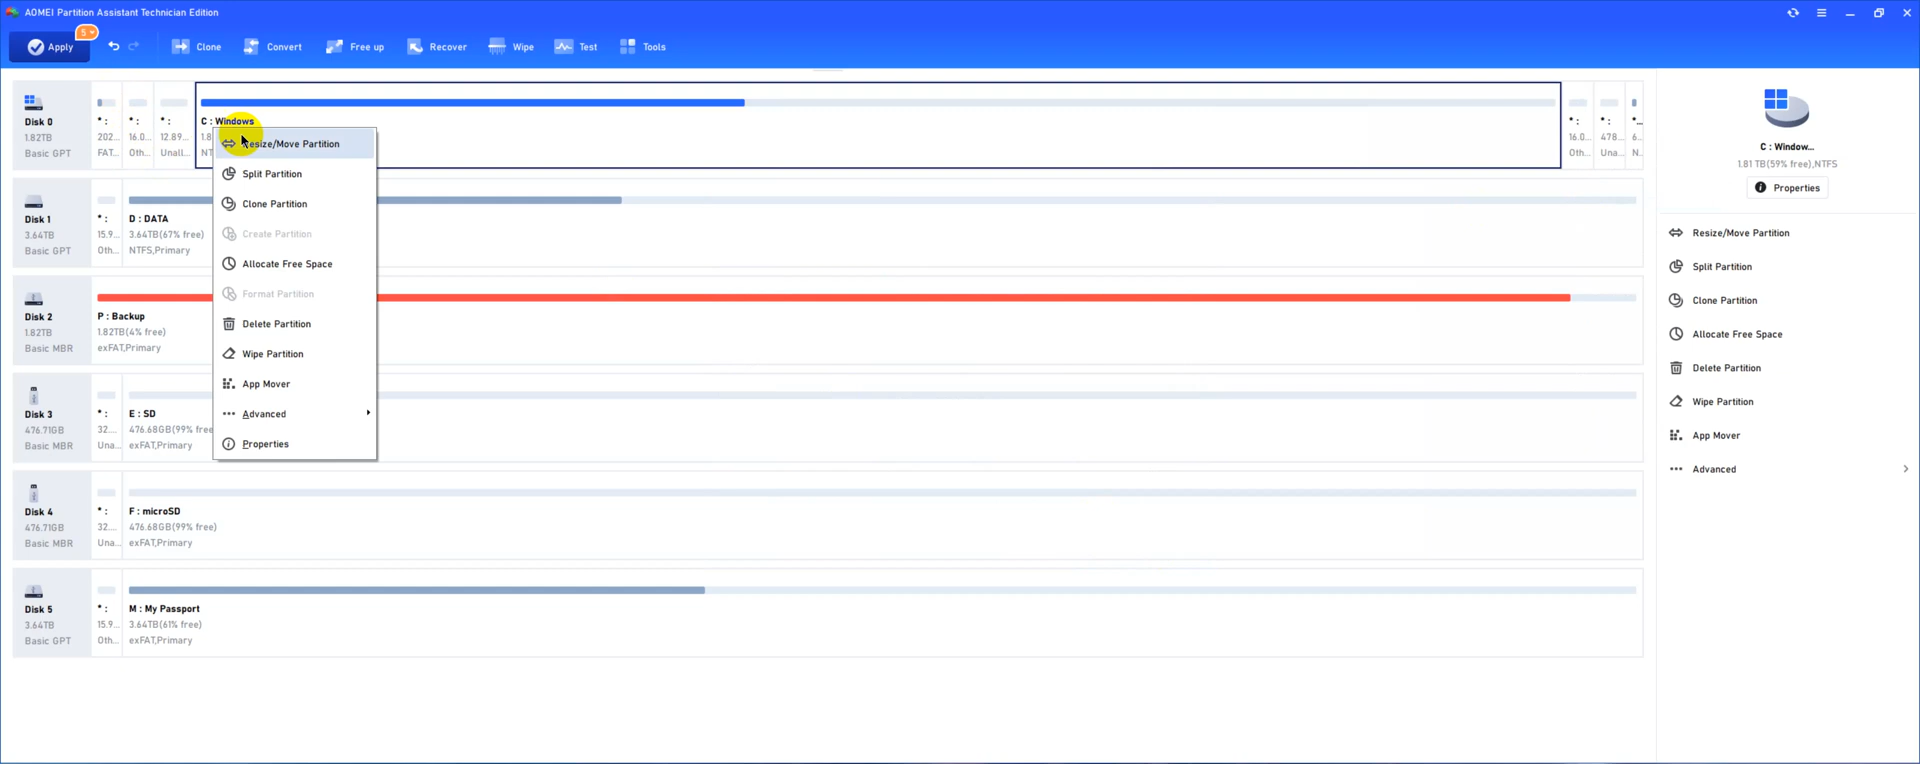 AOMEI Partition Assistant Technician Edition
5
Apply
Clone
Convert
Free up
Recover
Wipe
Test
Tools
Disk 0
1.82TB
Basic GPT
* :
202...
FAT...
* :
16.0...
Oth...
* :
12.89...
Unall...
C : Windows
1.8
NT
* :
16.0...
Oth...
* :
478...
Una...
*...
6...
N..
Resize/Move Partition
Split Partition
Clone Partition
Create Partition
Allocate Free Space
Format Partition
Delete Partition
Wipe Partition
App Mover
Advanced
Properties
Disk 1
3.64TB
Basic GPT
* :
15.9...
Oth...
D : DATA
3.64TB(67% free)
NTFS,Primary
Disk 2
1.82TB
Basic MBR
P : Backup
1.82TB(4% free)
exFAT,Primary
Disk 3
476.71GB
Basic MBR
* :
32....
Una...
E : SD
476.68GB(99% free
exFAT,Primary
Disk 4
476.71GB
Basic MBR
* :
32....
Una...
F : microSD
476.68GB(99% free)
exFAT,Primary
Disk 5
3.64TB
Basic GPT
* :
15.9...
Oth...
M : My Passport
3.64TB(61% free)
exFAT,Primary
C : Window...
1.81 TB(59% free),NTFS
Properties
Resize/Move Partition
Split Partition
Clone Partition
Allocate Free Space
Delete Partition
Wipe Partition
App Mover
Advanced